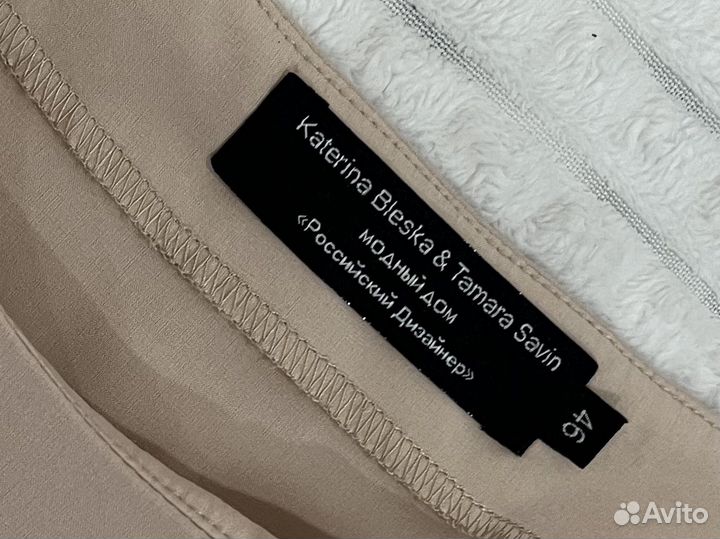 Katerina Bleska & Tamara Savin
модный дом
«Российский Дизайнер»
46
Avito